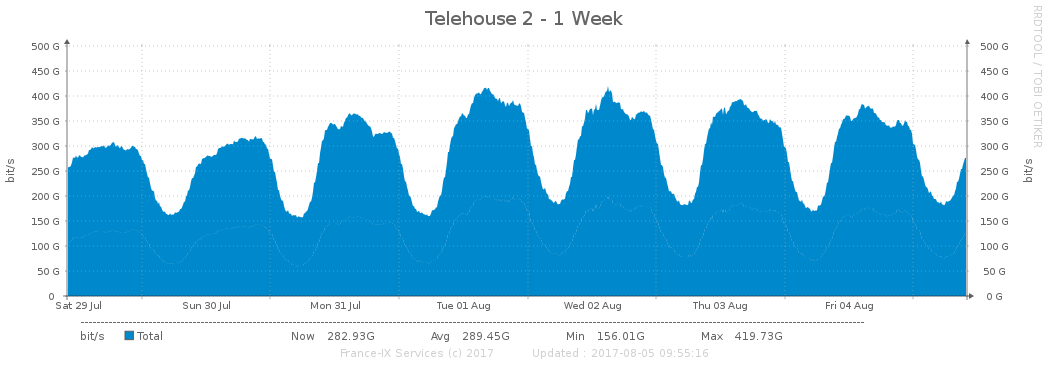 Telehouse 2 - 1 Week
RRDTOOL / TOBI OETIKER
500 G 500 G
450 G 450 G
400 G 400 G
350 G 350 G
300 G 300 G
250 G 250 G
200 G 200 G
150 G 150 G
100 G 100 G
50 G 50 G
0 0 G
bit/s bit/s
Sat 29 Jul Sun 30 Jul Mon 31 Jul Tue 01 Aug Wed 02 Aug Thu 03 Aug Fri 04 Aug
bit/s Total Now 282.93G Avg 289.45G Min 156.01G Max 419.73G
France-IX Services (c) 2017 Updated : 2017-08-05 09:55:16